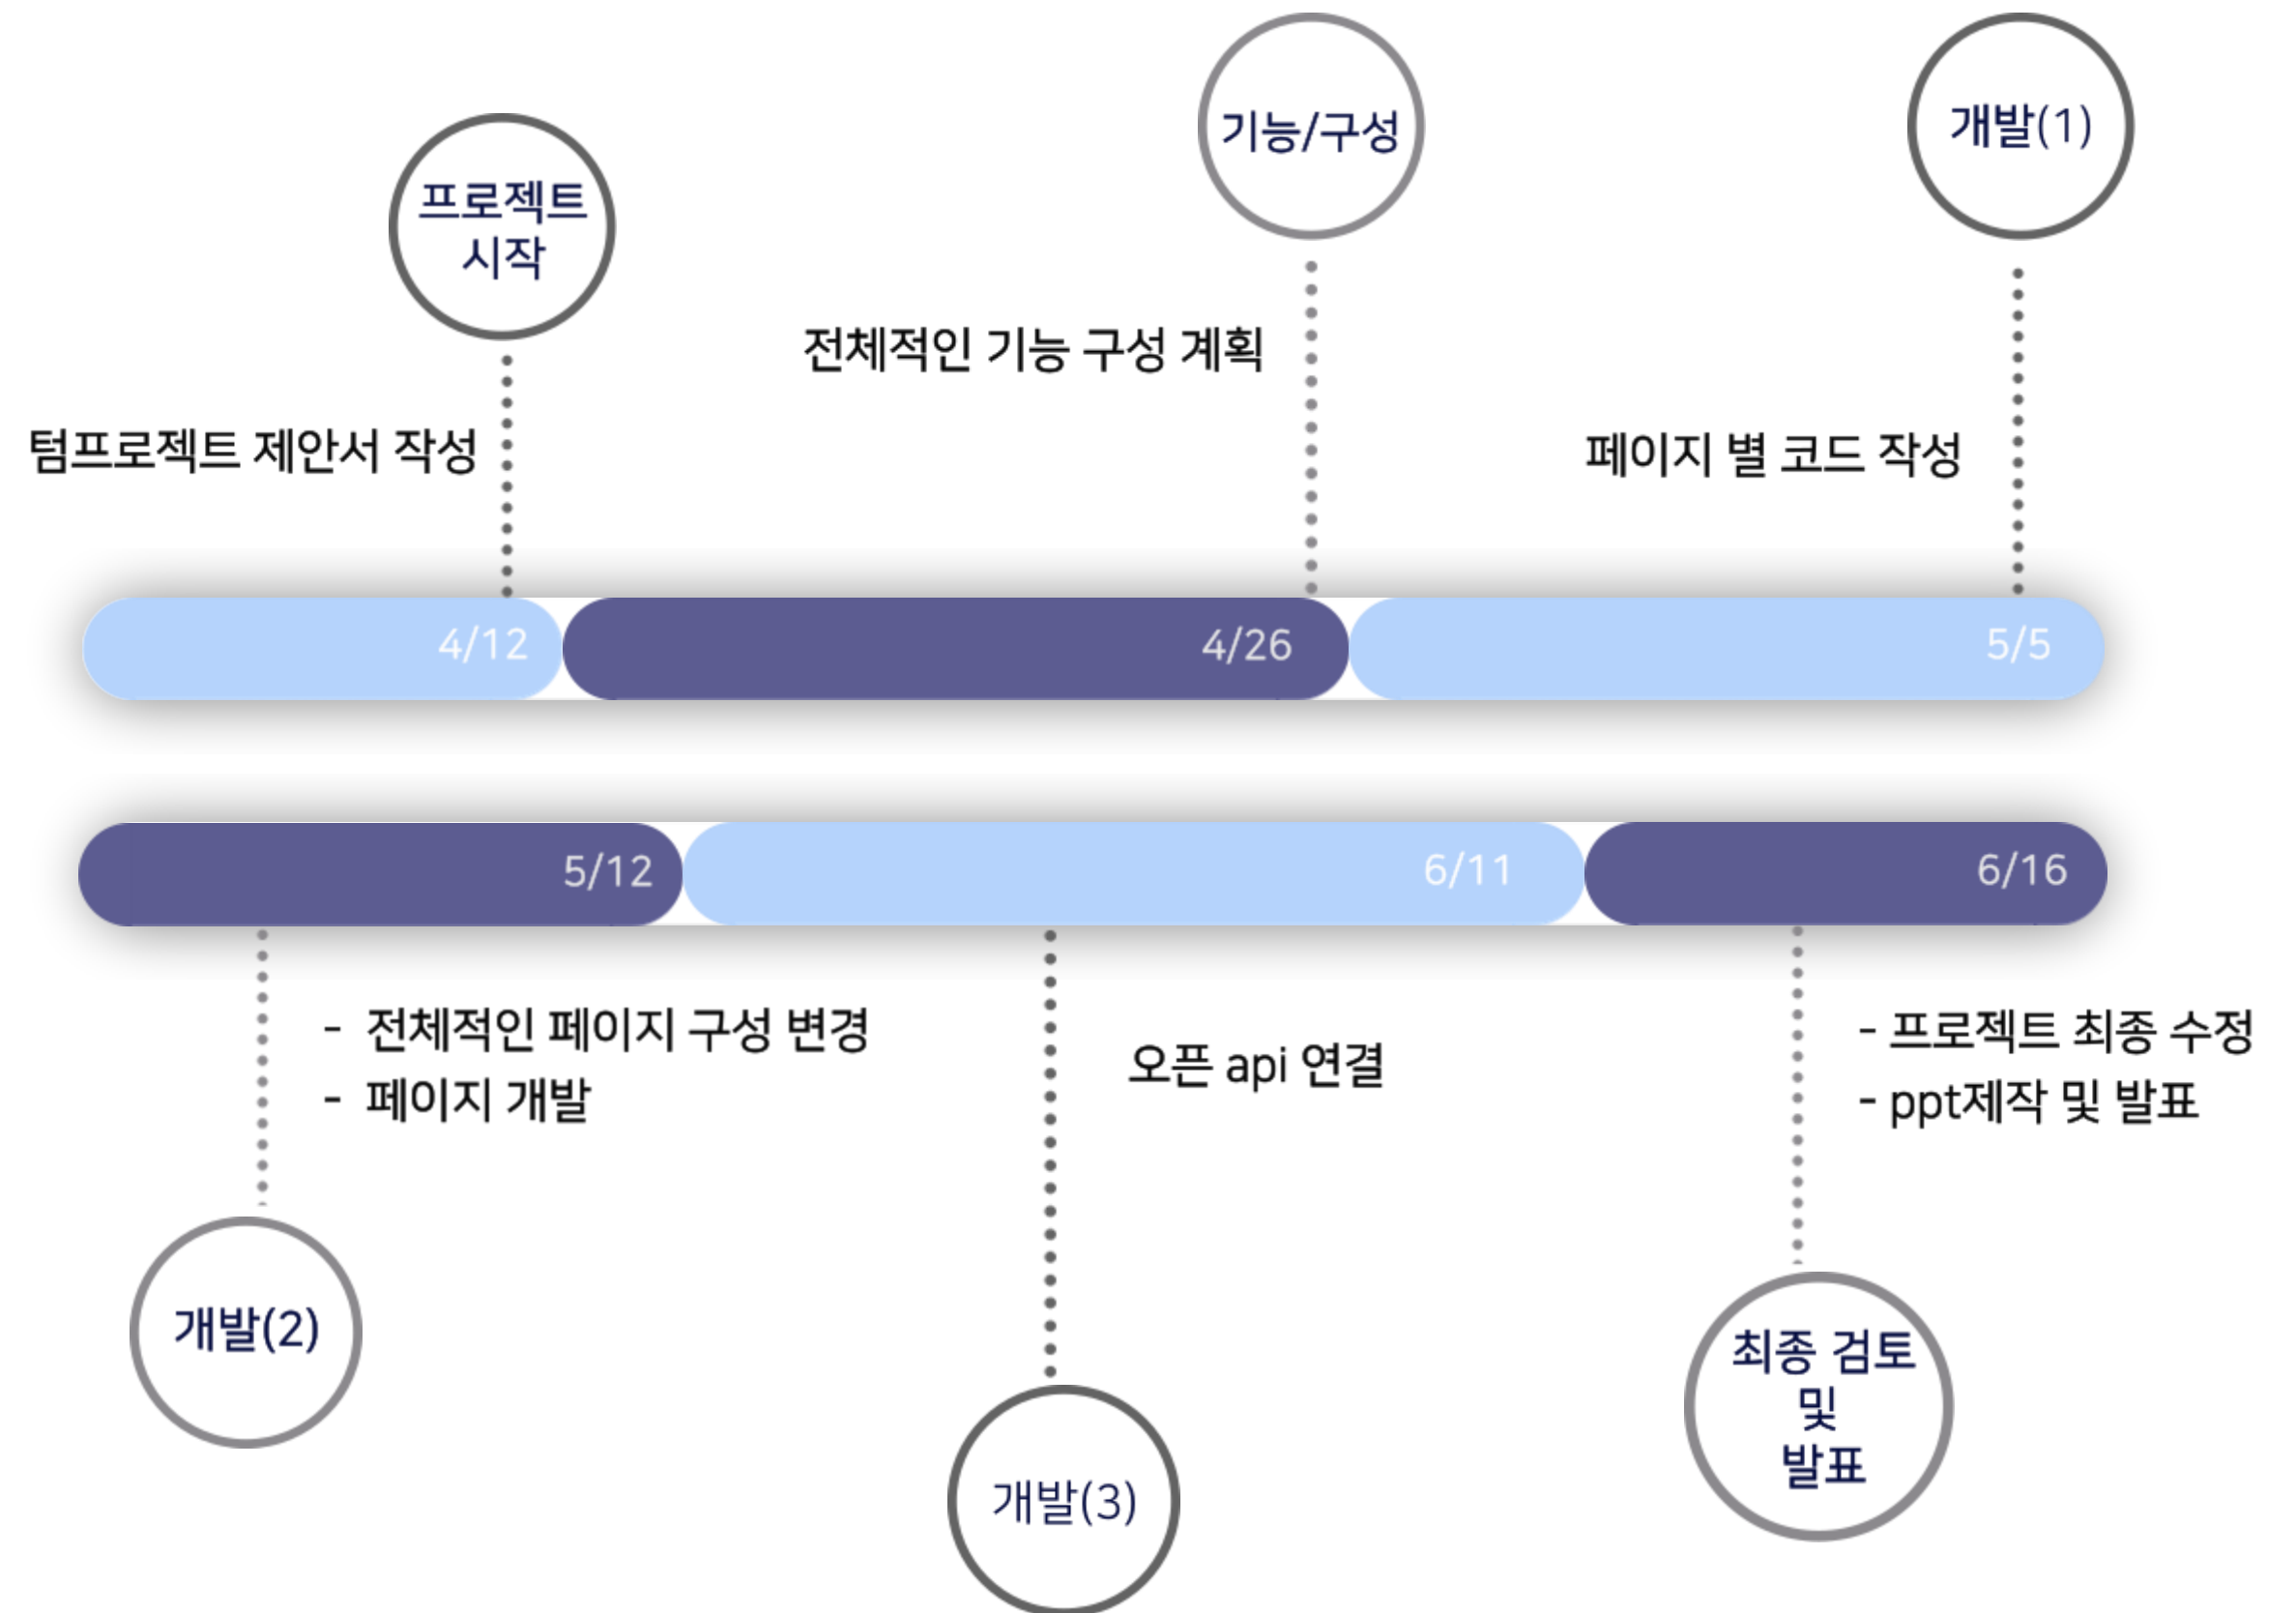 프로젝트
시작
텀프로젝트 제안서 작성
기능/구성
전체적인 기능 구성 계획
개발(1)
페이지 별 코드 작성
4/12
4/26
5/5
5/12
6/11
6/16
- 전체적인 페이지 구성 변경
- 페이지 개발
개발(2)
오픈 api 연결
개발(3)
- 프로젝트 최종 수정
- ppt제작 및 발표
최종 검토
및
발표